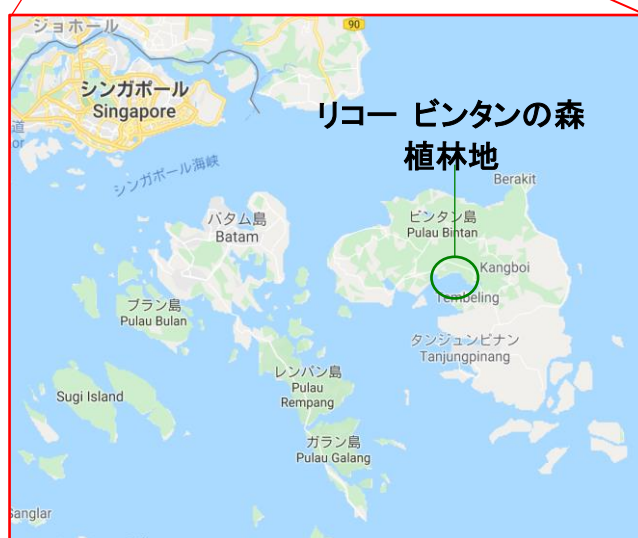 ジョホール
90
シンガポール
Singapore
道
or
シンガポール海峡
リコー ビンタンの森
植林地
Berakit
バタム島
Batam
ビンタン島
Pulau Bintan
Kangboi
Tembeling
ブラン島
Pulau Bulan
タンジュンピナン
Tanjungpinang
レンパン島
Pulau
Rempang
Sugi Island
ガラン島
Pulau Galang
Sanglar